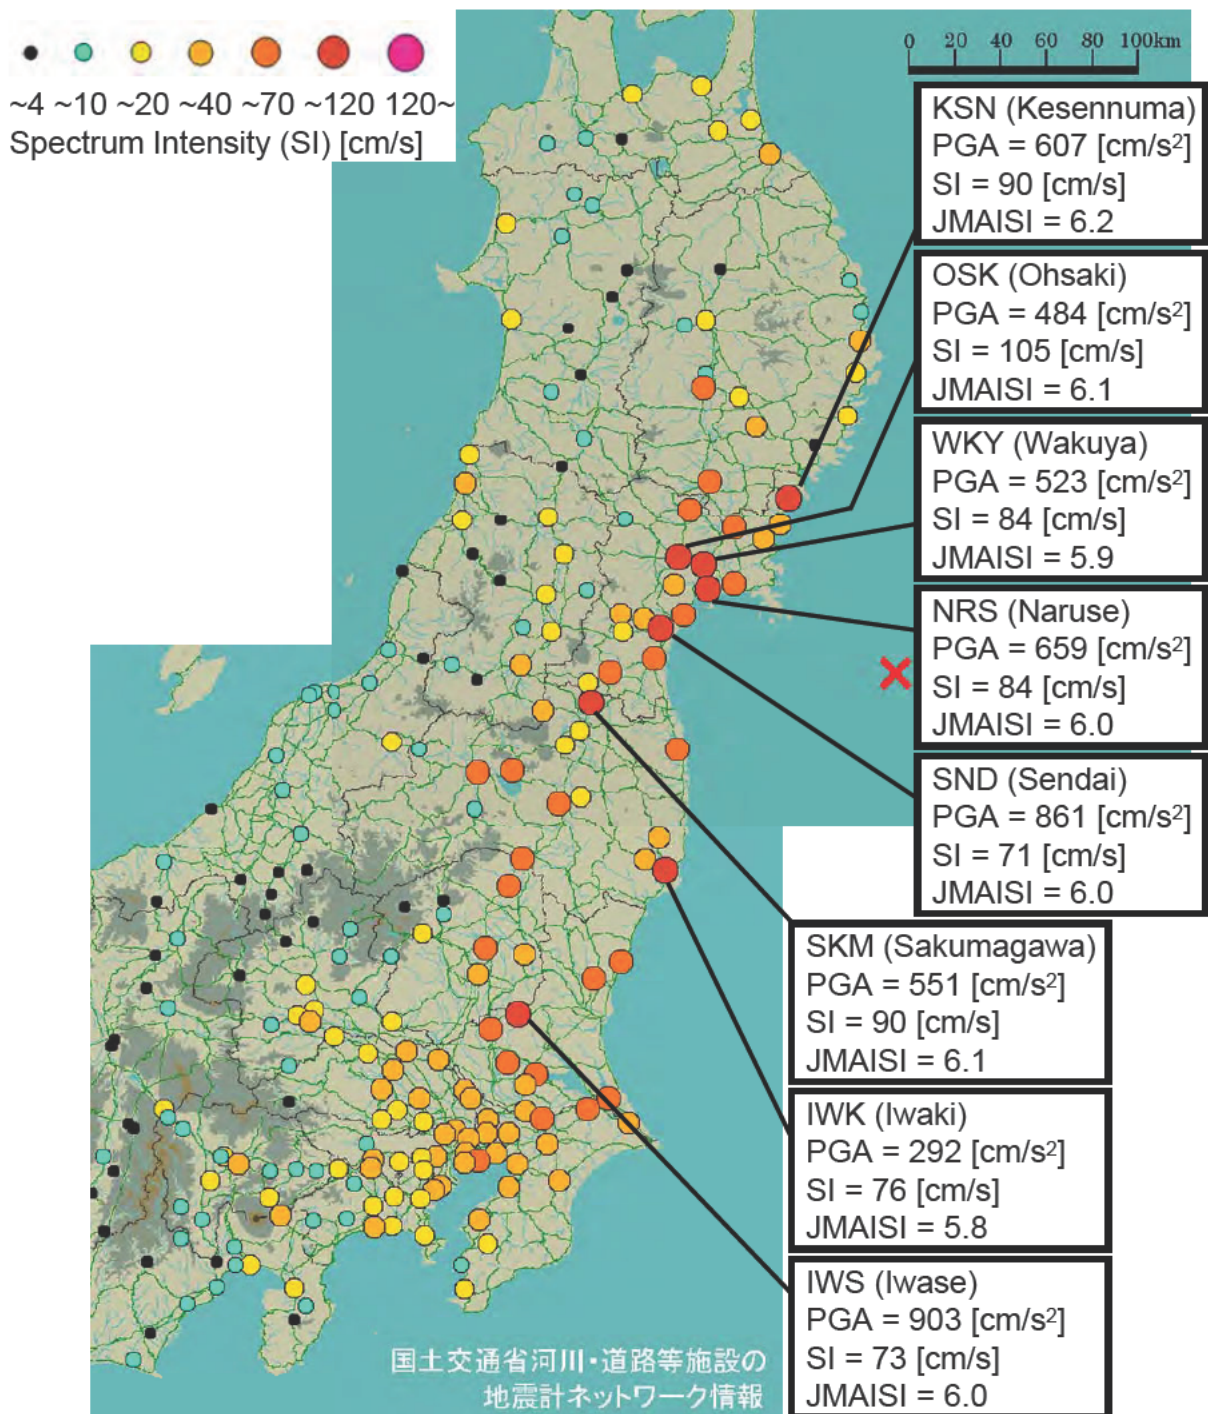 0 20 40 60 80 100km
~4 ~10 ~20 ~40 ~70 ~120 120~
Spectrum Intensity (SI) [cm/s]
KSN (Kesennuma)
PGA = 607 [cm/s²]
SI = 90 [cm/s]
JMAISI = 6.2
OSK (Ohsaki)
PGA = 484 [cm/s²]
SI = 105 [cm/s]
JMAISI = 6.1
WKY (Wakuya)
PGA = 523 [cm/s²]
SI = 84 [cm/s]
JMAISI = 5.9
NRS (Naruse)
PGA = 659 [cm/s²]
SI = 84 [cm/s]
JMAISI = 6.0
SND (Sendai)
PGA = 861 [cm/s²]
SI = 71 [cm/s]
JMAISI = 6.0
SKM (Sakumagawa)
PGA = 551 [cm/s²]
SI = 90 [cm/s]
JMAISI = 6.1
IWK (Iwaki)
PGA = 292 [cm/s²]
SI = 76 [cm/s]
JMAISI = 5.8
IWS (Iwase)
PGA = 903 [cm/s²]
SI = 73 [cm/s]
JMAISI = 6.0
国土交通省河川・道路等施設の
地震計ネットワーク情報